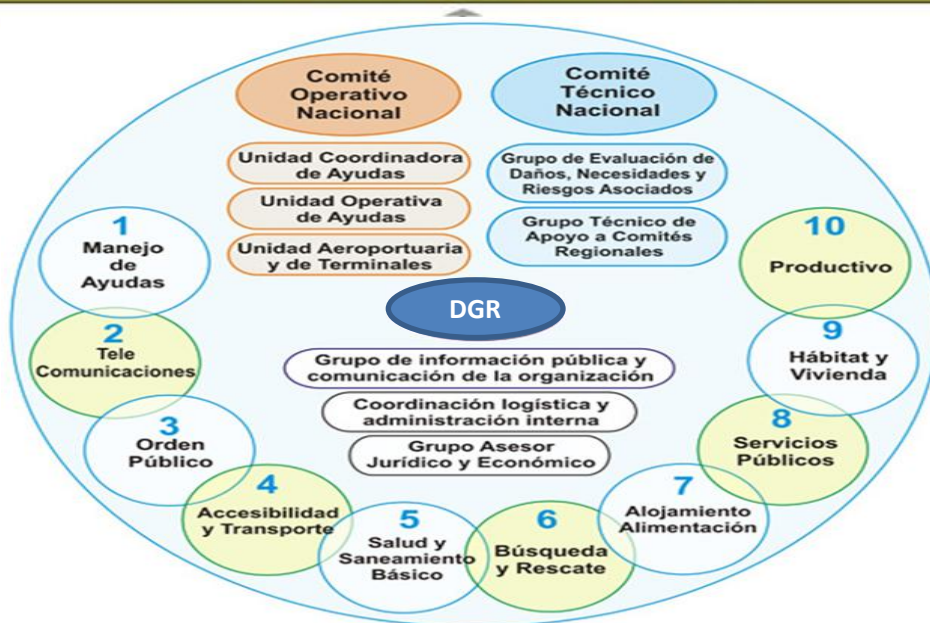 Comité
Operativo
Nacional
Comité
Técnico
Nacional
Unidad Coordinadora
de Ayudas
Unidad Operativa
de Ayudas
Unidad Aeroportuaria
y de Terminales
Grupo de Evaluación de
Daños, Necesidades y
Riesgos Asociados
Grupo Técnico de
Apoyo a Comités
Regionales
DGR
Grupo de información pública y
comunicación de la organización
Coordinación logística y
administración interna
Grupo Asesor
Jurídico y Económico
1
Manejo
de
Ayudas
2
Tele
Comunicaciones
3
Orden
Público
4
Accesibilidad
y Transporte
5
Salud y
Saneamiento
Básico
6
Búsqueda
y Rescate
7
Alojamiento
Alimentación
8
Servicios
Públicos
9
Hábitat y
Vivienda
10
Productivo